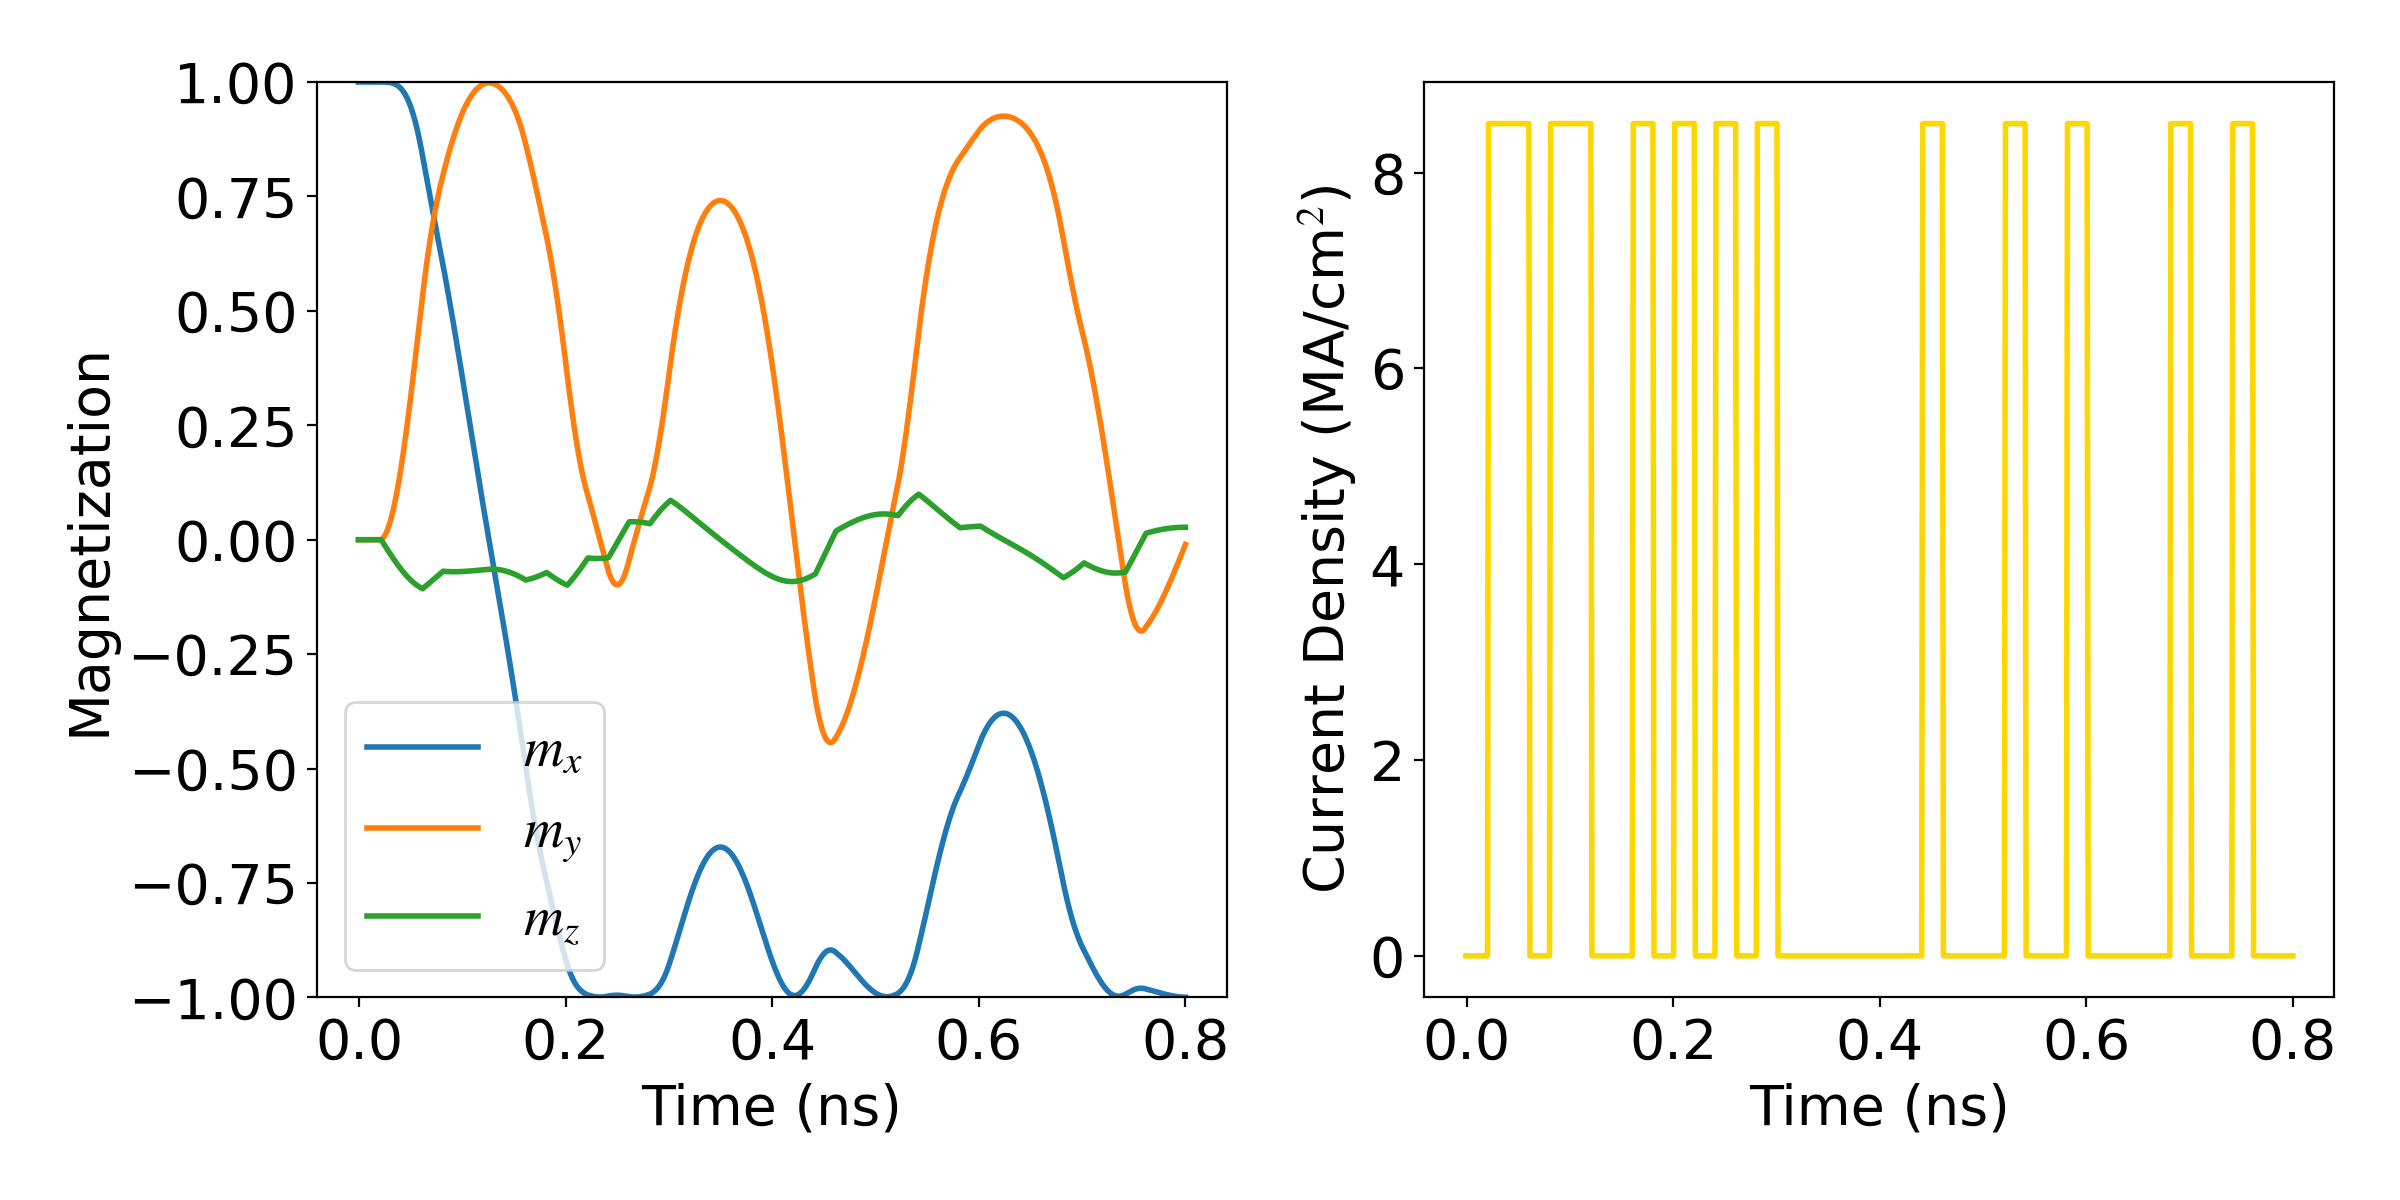 1.00
0.75
0.50
0.25
0.00
−0.25
−0.50
−0.75
−1.00
Magnetization
m_x
m_y
m_z
0.0 0.2 0.4 0.6 0.8
Time (ns)
8
6
4
2
0
Current Density (MA/cm²)
0.0 0.2 0.4 0.6 0.8
Time (ns)